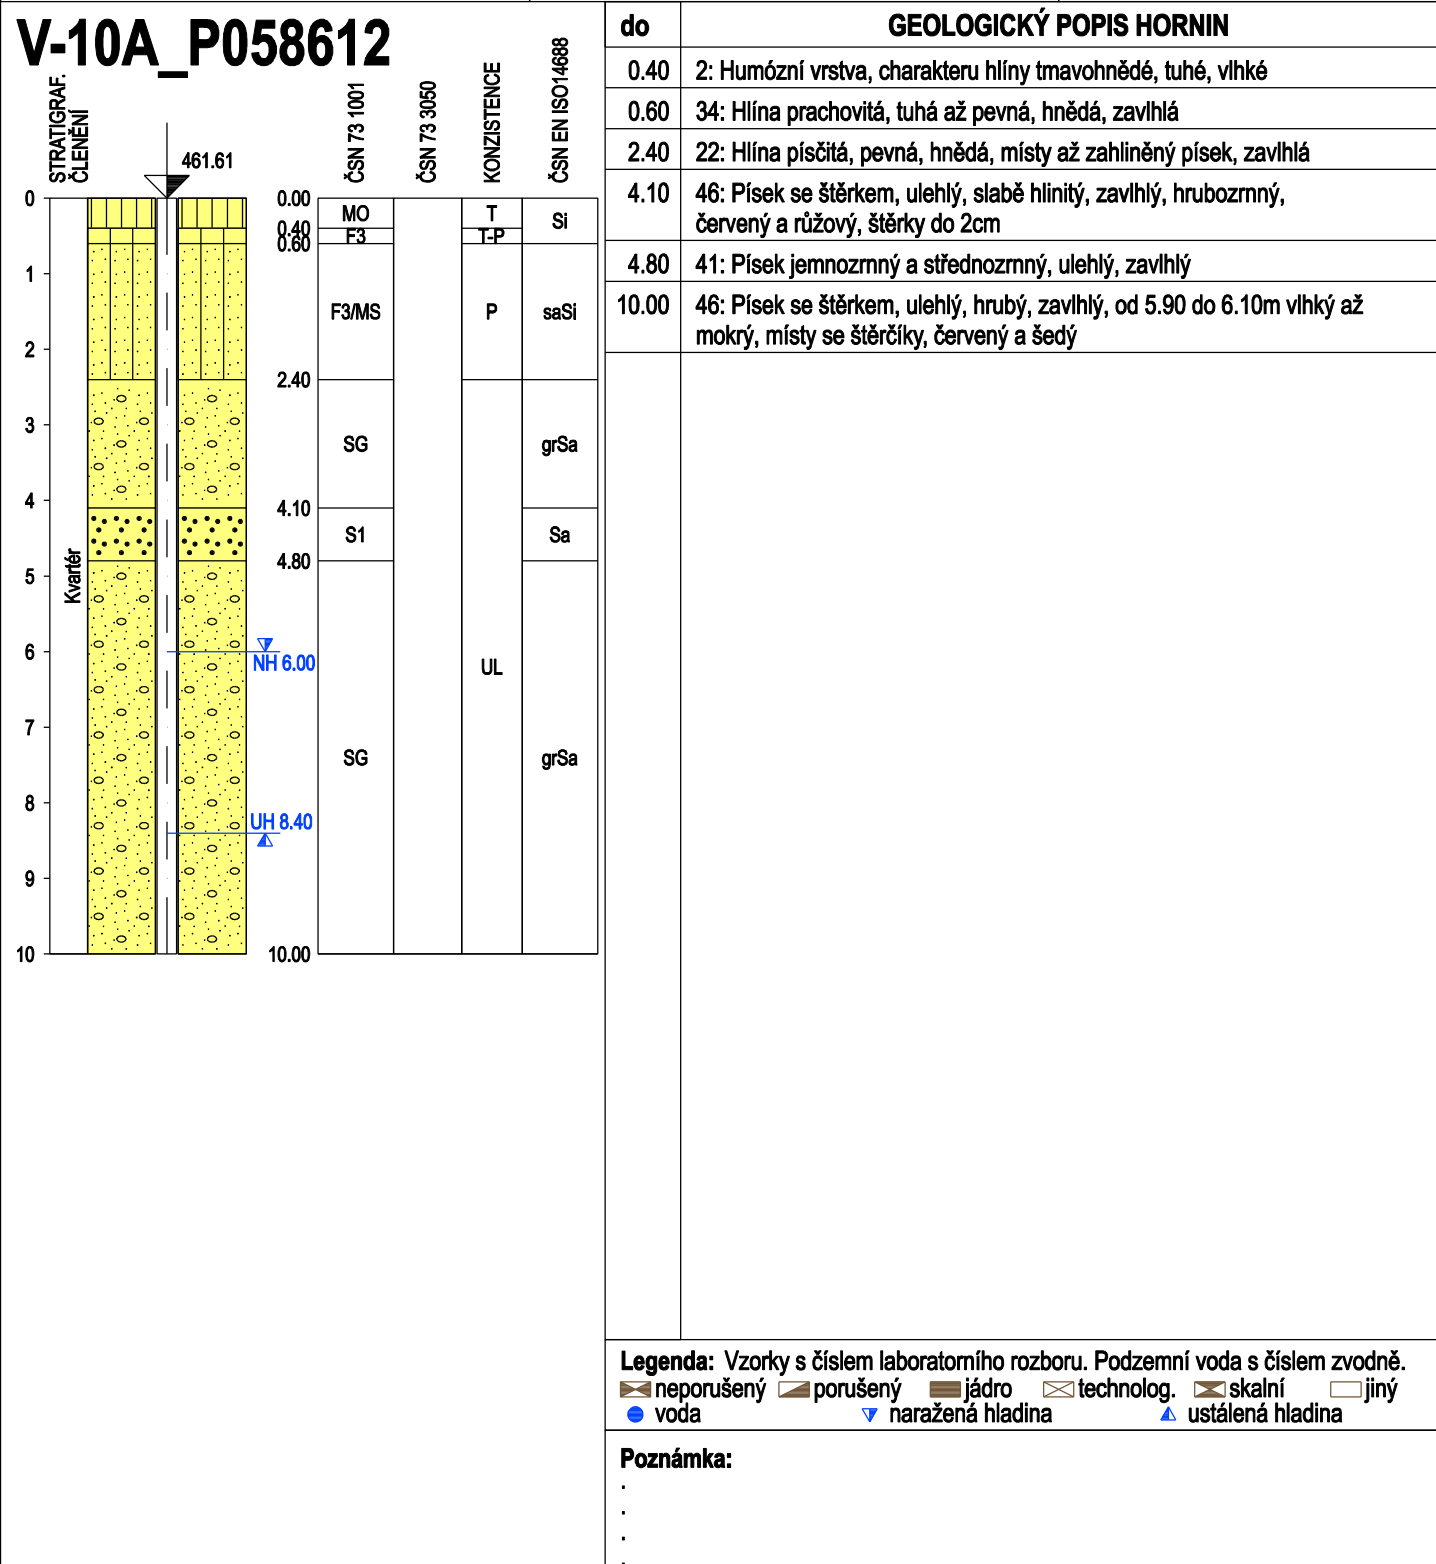 V-10A_P058612
STRATIGRAF.
ČLENĚNÍ
461.61
ČSN 73 1001
ČSN 73 3050
KONZISTENCE
ČSN EN ISO14688
do GEOLOGICKÝ POPIS HORNIN
0.40 2: Humózní vrstva, charakteru hlíny tmavohnědé, tuhé, vlhké
0.60 34: Hlína prachovitá, tuhá až pevná, hnědá, zavlhlá
2.40 22: Hlína písčitá, pevná, hnědá, místy až zahliněný písek, zavlhlá
4.10 46: Písek se štěrkem, ulehlý, slabě hlinitý, zavlhlý, hrubozrnný,
červený a růžový, štěrky do 2cm
4.80 41: Písek jemnozrnný a střednozrnný, ulehlý, zavlhlý
10.00 46: Písek se štěrkem, ulehlý, hrubý, zavlhlý, od 5.90 do 6.10m vlhký až
mokrý, místy se štěrčíky, červený a šedý
0 0.00
MO T Si
0.40
F3 T-P
0.60
1
F3/MS P saSi
2
2.40
3
SG grSa
4
4.10
S1 Sa
4.80
5
Kvartér
6
NH 6.00
UL
7
SG grSa
8
UH 8.40
9
10 10.00
Legenda: Vzorky s číslem laboratorního rozboru. Podzemní voda s číslem zvodně.
neporušený porušený jádro technolog. skalní jiný
voda naražená hladina ustálená hladina
Poznámka:
.
.
.
.